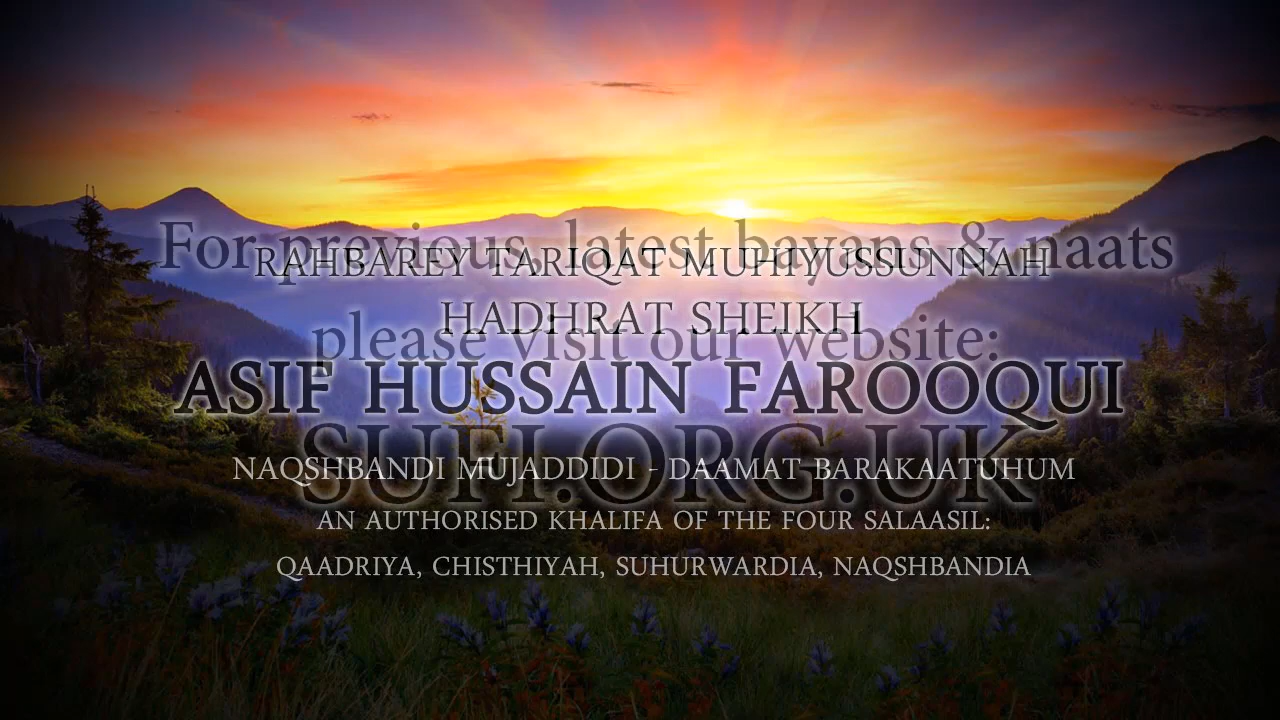 For previous, latest bayans & naats
RAHBAREY TARIQAT MUHIYUSSUNNAH
HADHRAT SHEIKH
please visit our website:
ASIF HUSSAIN FAROOQUI
SUFI.ORG.UK
NAQSHBANDI MUJADDIDI - DAAMAT BARAKAATUHUM
AN AUTHORISED KHALIFA OF THE FOUR SALAASIL:
QAADRIYA, CHISTHIYAH, SUHURWARDIA, NAQSHBANDIA